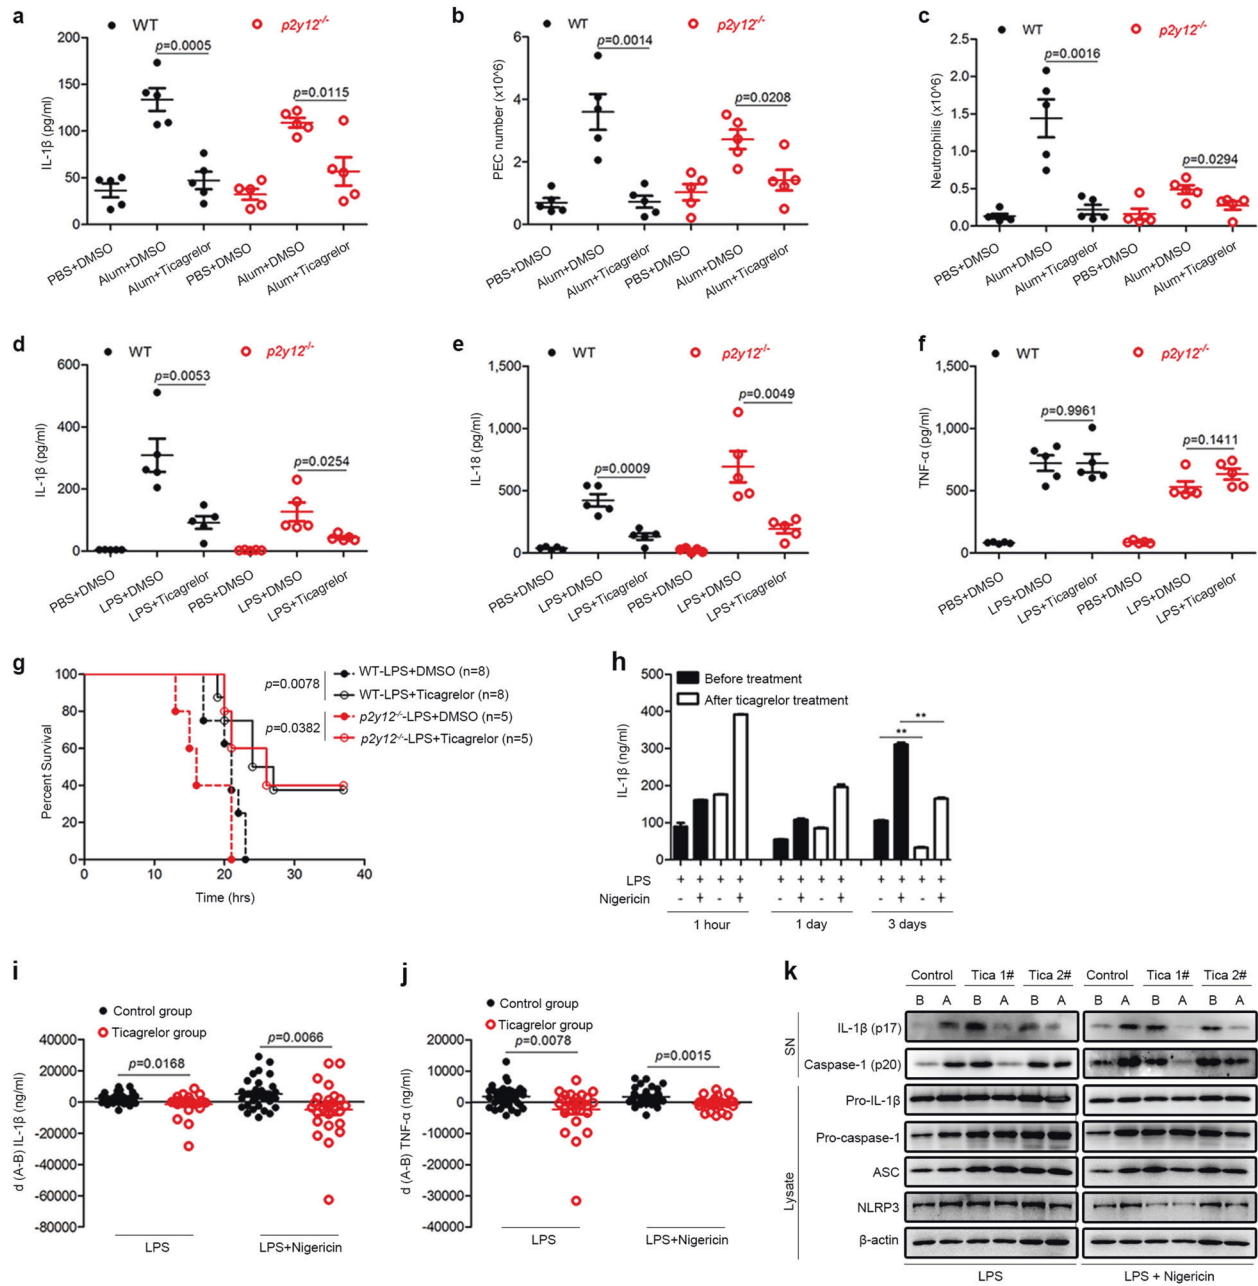 a
WT
p2y12-/-
200
150
100
50
0
IL-1β (pg/ml)
p=0.0005
p=0.0115
PBS+DMSO
Alum+DMSO
Alum+Ticagrelor
PBS+DMSO
Alum+DMSO
Alum+Ticagrelor
b
WT
p2y12-/-
6
4
2
0
PEC number (x10^6)
p=0.0014
p=0.0208
PBS+DMSO
Alum+DMSO
Alum+Ticagrelor
PBS+DMSO
Alum+DMSO
Alum+Ticagrelor
c
WT
p2y12-/-
2.5
2.0
1.5
1.0
0.5
0.0
Neutrophilis (x10^6)
p=0.0016
p=0.0294
PBS+DMSO
Alum+DMSO
Alum+Ticagrelor
PBS+DMSO
Alum+DMSO
Alum+Ticagrelor
d
WT
p2y12-/-
600
400
200
0
IL-1β (pg/ml)
p=0.0053
p=0.0254
PBS+DMSO
LPS+DMSO
LPS+Ticagrelor
PBS+DMSO
LPS+DMSO
LPS+Ticagrelor
e
WT
p2y12-/-
1,500
1,000
500
0
IL-18 (pg/ml)
p=0.0009
p=0.0049
PBS+DMSO
LPS+DMSO
LPS+Ticagrelor
PBS+DMSO
LPS+DMSO
LPS+Ticagrelor
f
WT
p2y12-/-
1,500
1,000
500
0
TNF-α (pg/ml)
p=0.9961
p=0.1411
PBS+DMSO
LPS+DMSO
LPS+Ticagrelor
PBS+DMSO
LPS+DMSO
LPS+Ticagrelor
g
100
80
60
40
20
0
Percent Survival
0 10 20 30 40
Time (hrs)
p=0.0078
p=0.0382
WT-LPS+DMSO (n=8)
WT-LPS+Ticagrelor (n=8)
p2y12-/--LPS+DMSO (n=5)
p2y12-/--LPS+Ticagrelor (n=5)
h
500
400
300
200
100
0
IL-1β (ng/ml)
Before treatment
After ticagrelor treatment
**
**
LPS + + + + + + + + + + + +
Nigericin - + - + - + - + - + - +
1 hour 1 day 3 days
i
Control group
Ticagrelor group
40000
20000
0
-20000
-40000
-60000
-80000
d (A-B) IL-1β (ng/ml)
p=0.0168
p=0.0066
LPS LPS+Nigericin
j
Control group
Ticagrelor group
20000
10000
0
-10000
-20000
-30000
-40000
d (A-B) TNF-α (ng/ml)
p=0.0078
p=0.0015
LPS LPS+Nigericin
k
Control Tica 1# Tica 2# Control Tica 1# Tica 2#
B A B A B A B A B A B A
SN
IL-1β (p17)
Caspase-1 (p20)
Lysate
Pro-IL-1β
Pro-caspase-1
ASC
NLRP3
β-actin
LPS LPS + Nigericin